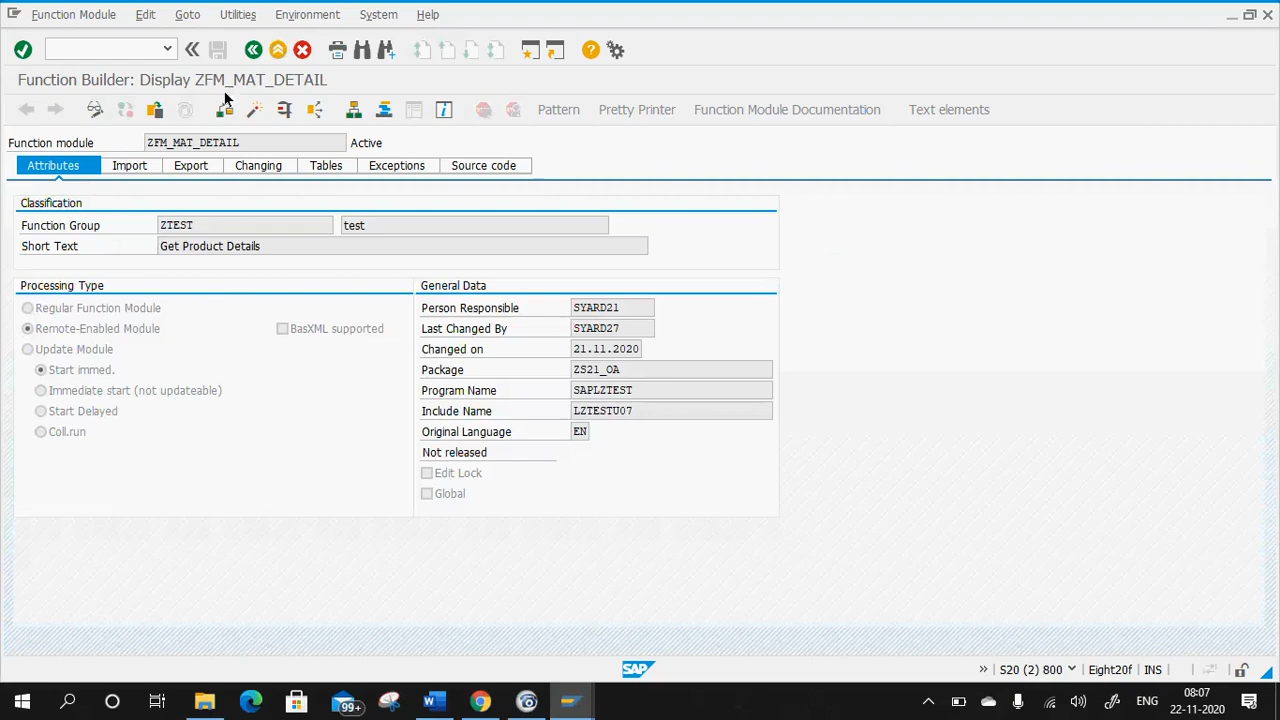 Function Module Edit Goto Utilities Environment System Help
Function Builder: Display ZFM_MAT_DETAIL
Pattern Pretty Printer Function Module Documentation Text elements
Function module ZFM_MAT_DETAIL Active
Attributes Import Export Changing Tables Exceptions Source code
Classification
Function Group ZTEST test
Short Text Get Product Details
Processing Type
Regular Function Module
Remote-Enabled Module BasXML supported
Update Module
Start immed.
Immediate start (not updateable)
Start Delayed
Coll.run
General Data
Person Responsible SYARD21
Last Changed By SYARD27
Changed on 21.11.2020
Package ZS21_OA
Program Name SAPLZTEST
Include Name LZTESTU07
Original Language EN
Not released
Edit Lock
Global
SAP S20 (2) 800 Eight20f INS
99+ ENG 08:07
22-11-2020